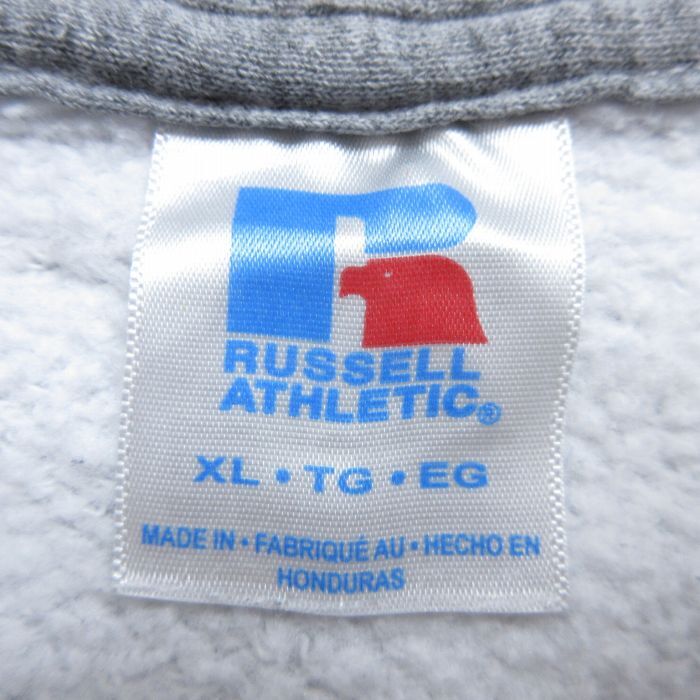 RUSSELL
ATHLETIC®
XL • TG • EG
MADE IN • FABRIQUÉ AU • HECHO EN
HONDURAS